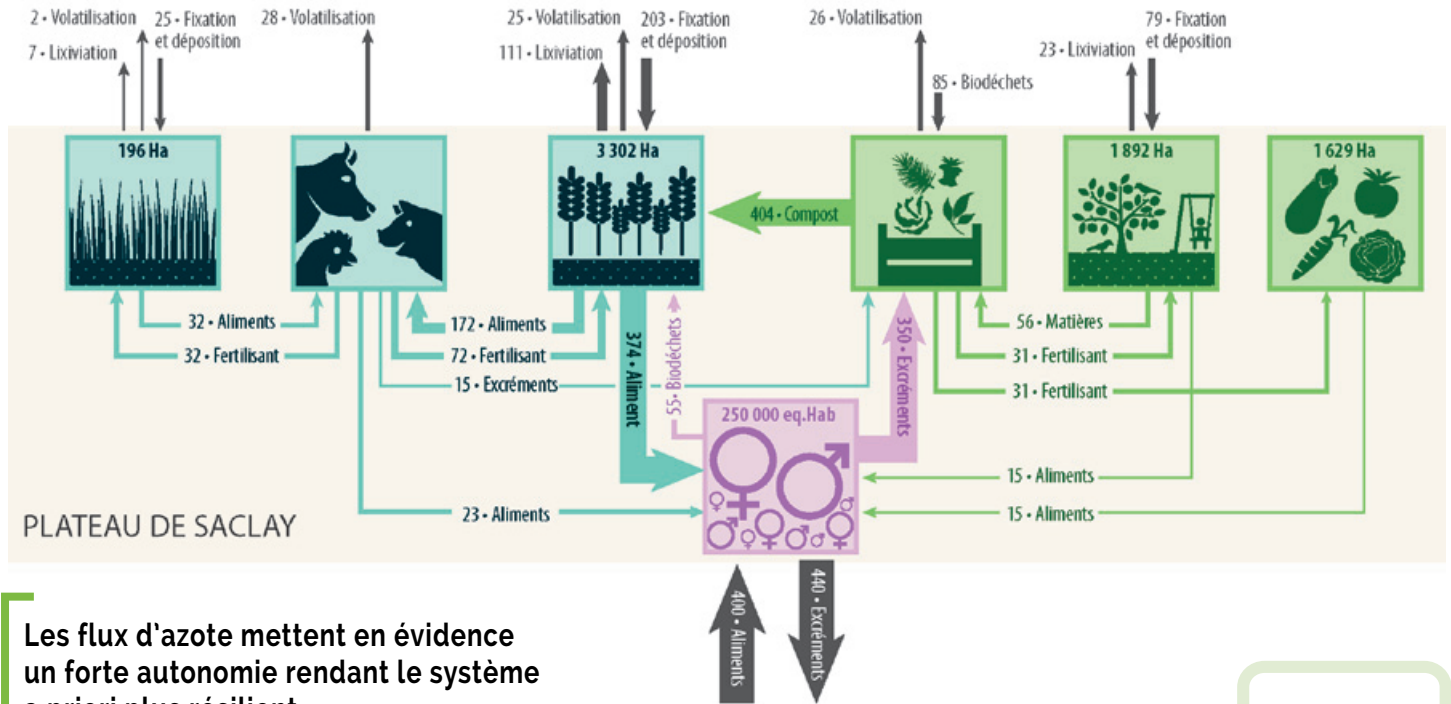 2 • Volatilisation
7 • Lixiviation
25 • Fixation
et déposition
28 • Volatilisation
25 • Volatilisation
111 • Lixiviation
203 • Fixation
et déposition
26 • Volatilisation
85 • Biodéchets
23 • Lixiviation
79 • Fixation
et déposition
196 Ha
3 302 Ha
1 892 Ha
1 629 Ha
404 • Compost
32 • Aliments
32 • Fertilisant
172 • Aliments
72 • Fertilisant
15 • Excréments
374 • Aliment
55 • Biodéchets
350 • Excréments
56 • Matières
31 • Fertilisant
31 • Fertilisant
250 000 eq.Hab
15 • Aliments
15 • Aliments
23 • Aliments
PLATEAU DE SACLAY
400 • Aliments
440 • Excréments
Les flux d'azote mettent en évidence
un forte autonomie rendant le système
a priori plus résilient